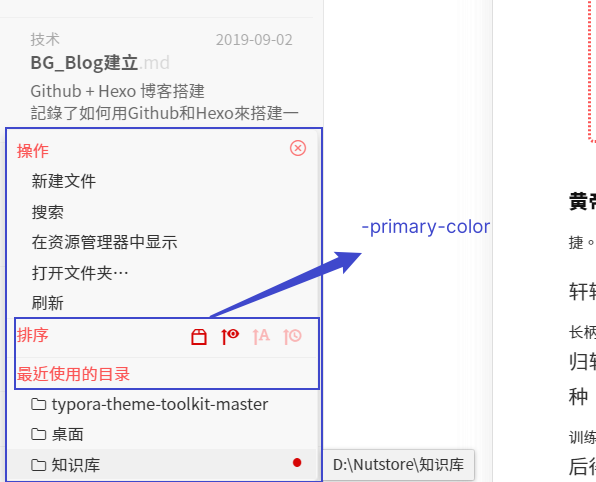 技术 2019-09-02
BG_Blog建立.md
Github + Hexo 博客搭建
記錄了如何用Github和Hexo來搭建一
操作
新建文件
搜索
在资源管理器中显示
打开文件夹…
刷新
排序
最近使用的目录
typora-theme-toolkit-master
桌面
知识库
D:\Nutstore\知识库
-primary-color
捷。
轩
长柄
归
种
训练
后